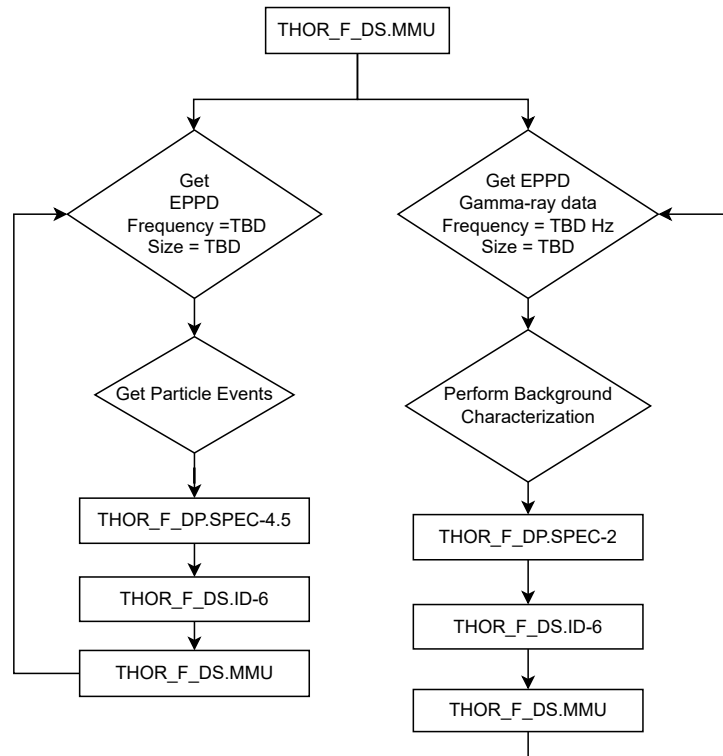 THOR_F_DS.MMU
Get
EPPD
Frequency =TBD
Size = TBD
Get EPPD
Gamma-ray data
Frequency = TBD Hz
Size = TBD
Get Particle Events
Perform Background
Characterization
THOR_F_DP.SPEC-4.5
THOR_F_DP.SPEC-2
THOR_F_DS.ID-6
THOR_F_DS.ID-6
THOR_F_DS.MMU
THOR_F_DS.MMU